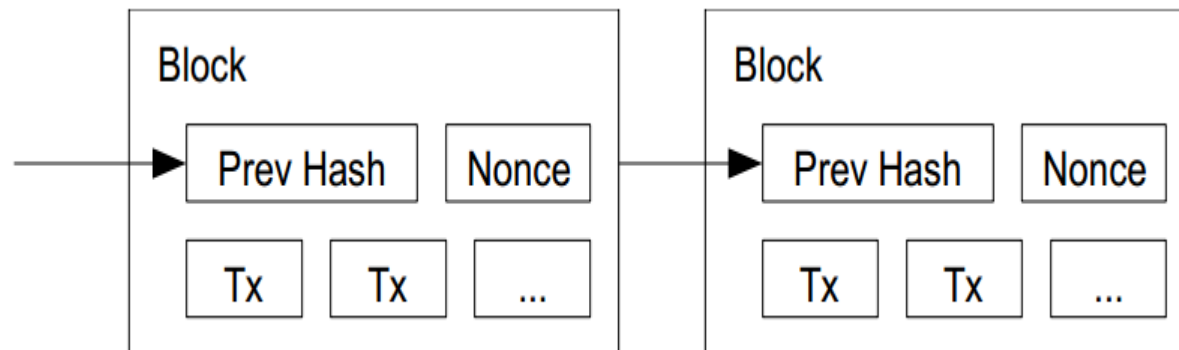 Block Block
Prev Hash Nonce Prev Hash Nonce
Tx Tx ... Tx Tx ...